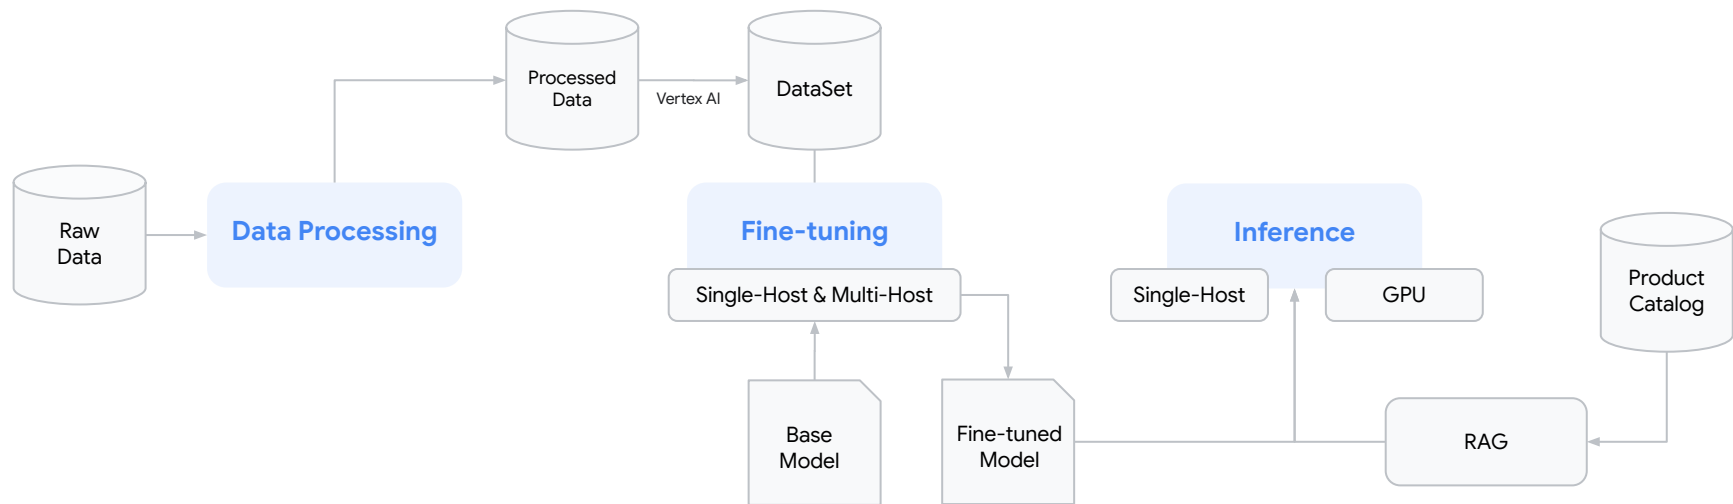 Processed
Data
Vertex AI
DataSet
Raw
Data
Data Processing
Fine-tuning
Single-Host & Multi-Host
Inference
Single-Host
GPU
Product
Catalog
Base
Model
Fine-tuned
Model
RAG